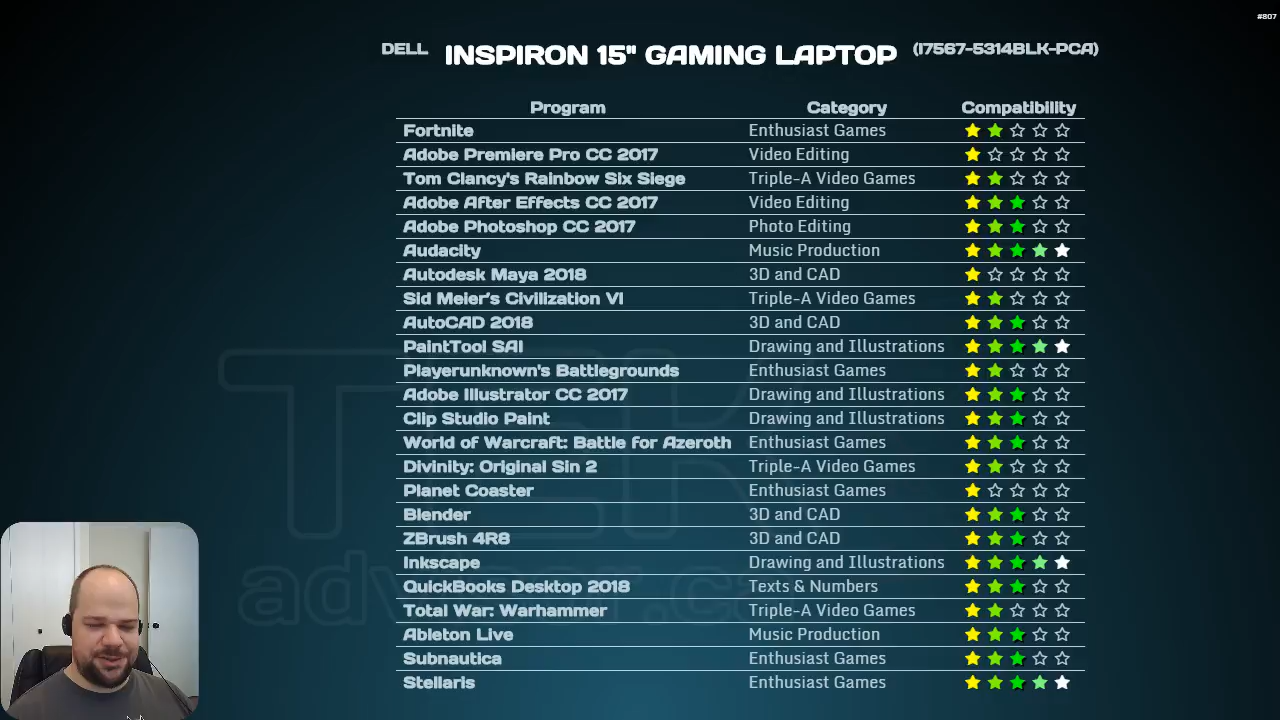 #807
DELL INSPIRON 15" GAMING LAPTOP (I7567-5314BLK-PCA)
Program Category Compatibility
Fortnite Enthusiast Games
Adobe Premiere Pro CC 2017 Video Editing
Tom Clancy's Rainbow Six Siege Triple-A Video Games
Adobe After Effects CC 2017 Video Editing
Adobe Photoshop CC 2017 Photo Editing
Audacity Music Production
Autodesk Maya 2018 3D and CAD
Sid Meier's Civilization VI Triple-A Video Games
AutoCAD 2018 3D and CAD
PaintTool SAI Drawing and Illustrations
Playerunknown's Battlegrounds Enthusiast Games
Adobe Illustrator CC 2017 Drawing and Illustrations
Clip Studio Paint Drawing and Illustrations
World of Warcraft: Battle for Azeroth Enthusiast Games
Divinity: Original Sin 2 Triple-A Video Games
Planet Coaster Enthusiast Games
Blender 3D and CAD
ZBrush 4R8 3D and CAD
Inkscape Drawing and Illustrations
QuickBooks Desktop 2018 Texts & Numbers
Total War: Warhammer Triple-A Video Games
Ableton Live Music Production
Subnautica Enthusiast Games
Stellaris Enthusiast Games